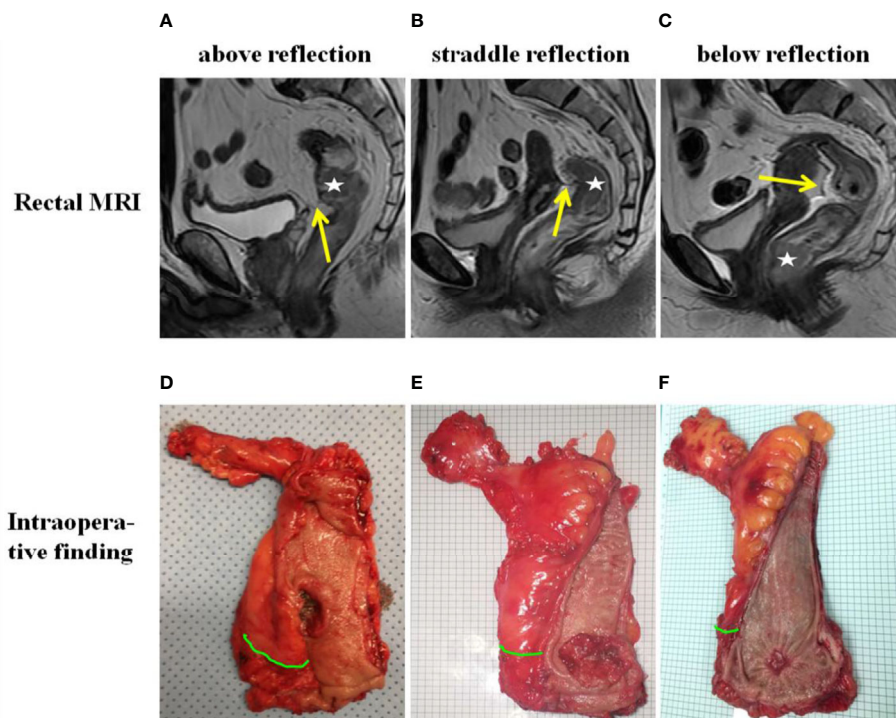 A
B
C
above reflection
straddle reflection
below reflection
Rectal MRI
D
E
F
Intraopera-
tive finding